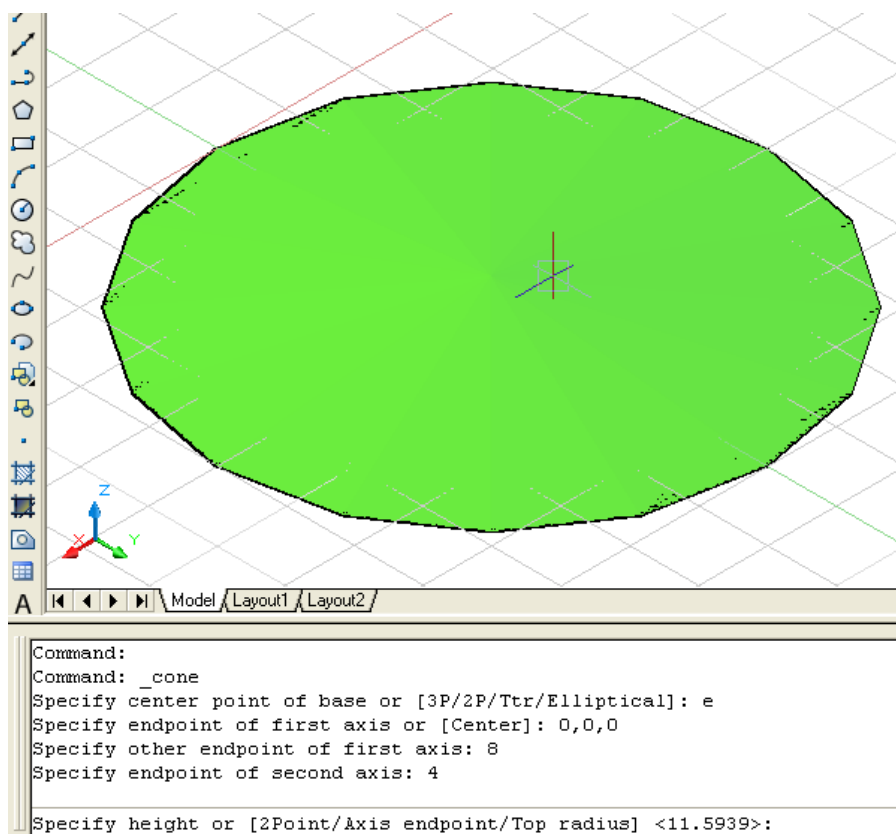 Z
X
Y
A
Model Layout1 Layout2
Command:
Command: _cone
Specify center point of base or [3P/2P/Ttr/Elliptical]: e
Specify endpoint of first axis or [Center]: 0,0,0
Specify other endpoint of first axis: 8
Specify endpoint of second axis: 4
Specify height or [2Point/Axis endpoint/Top radius] <11.5939>: